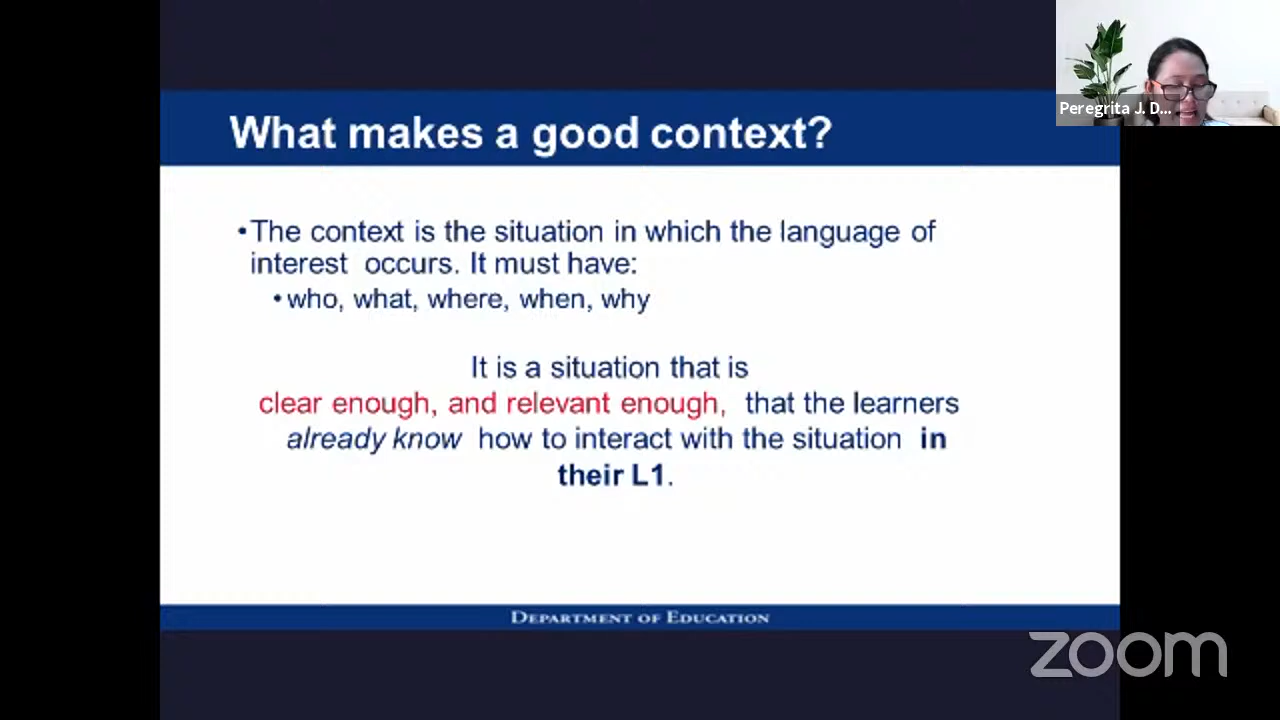 Peregrita J. D...
What makes a good context?
•The context is the situation in which the language of
interest occurs. It must have:
•who, what, where, when, why
It is a situation that is
clear enough, and relevant enough, that the learners
already know how to interact with the situation in
their L1.
DEPARTMENT OF EDUCATION
zoom